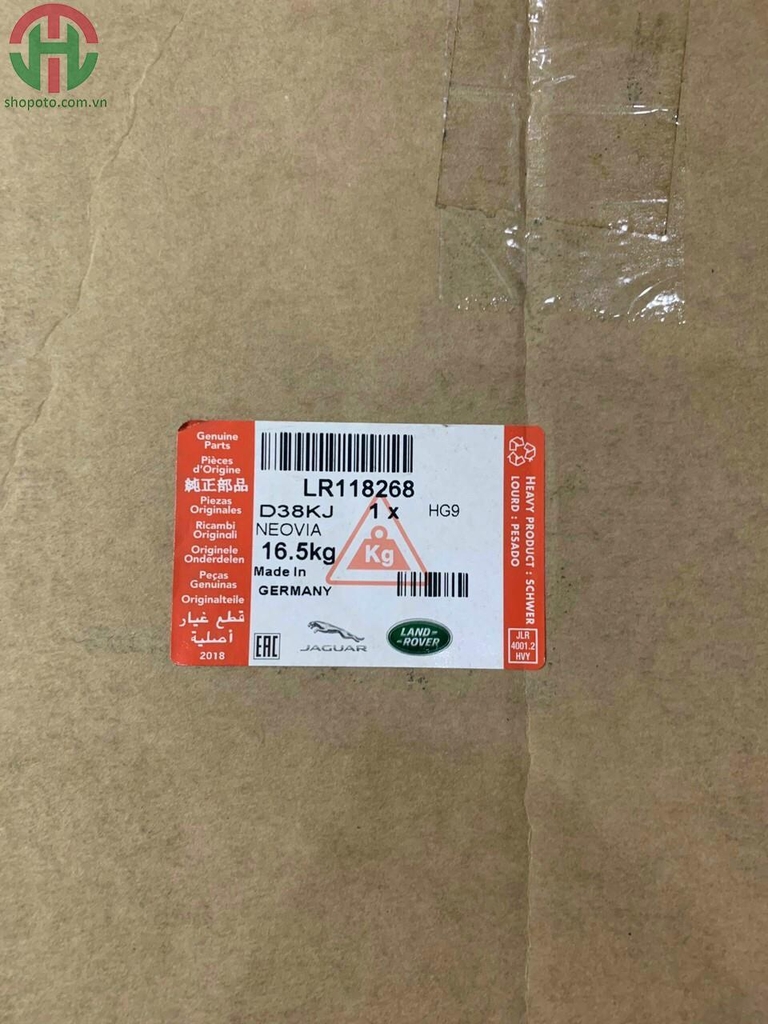 shopoto.com.vn
Genuine
Parts
Pièces
d'Origine
純正部品
Piezas
Originales
Ricambi
Originali
Originele
Onderdelen
Peças
Genuinas
Originalteile
قطع غيار
أصلية
2018
LR118268
D38KJ 1 x HG9
NEOVIA
16.5kg
Kg
Made In
GERMANY
EAC
JAGUAR
LAND-
-ROVER
HEAVY PRODUCT : SCHWER
LOURD : PESADO
JLR
4001.2
HVY